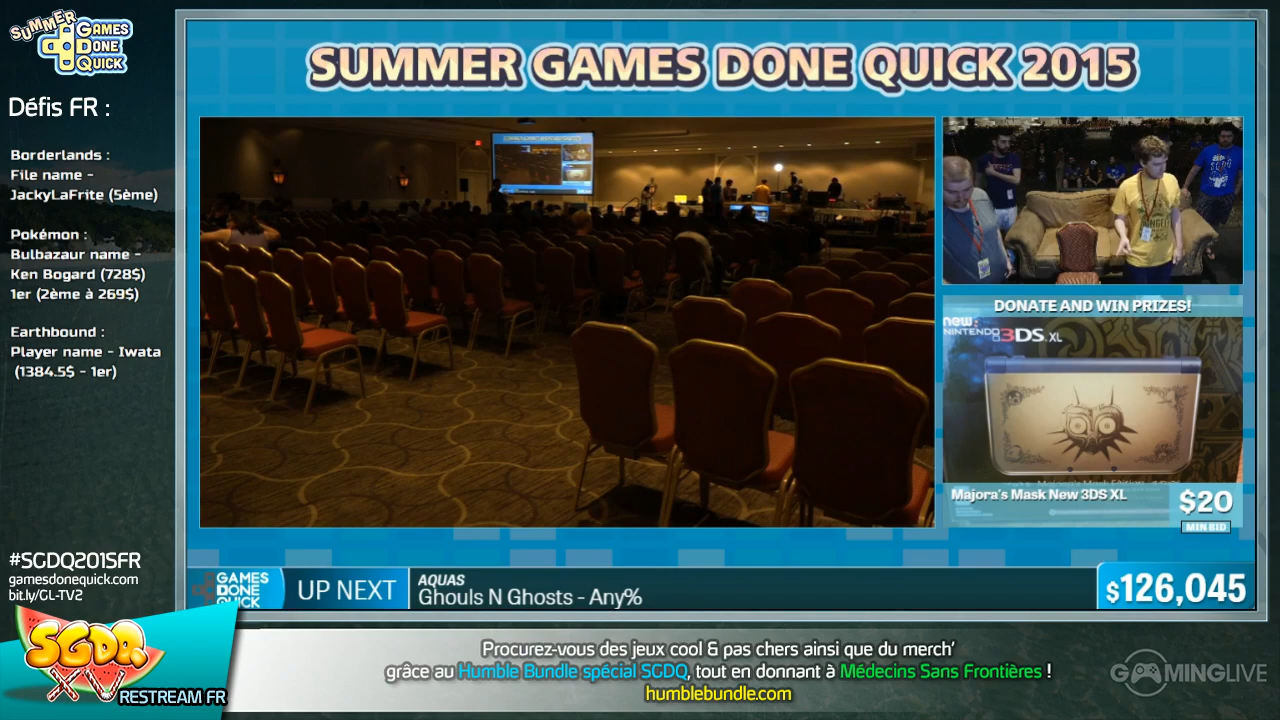 SUMMER
GAMES
DONE
QUICK
Défis FR :
Borderlands :
File name -
JackyLaFrite (5ème)
Pokémon :
Bulbazaur name -
Ken Bogard (728$)
1er (2ème à 269$)
Earthbound :
Player name - Iwata
(1384.5$ - 1er)
#SGDQ2015FR
gamesdonequick.com
bit.ly/GL-TV2
SGDQ
XV
RESTREAM FR
SUMMER GAMES DONE QUICK 2015
DONATE AND WIN PRIZES!
new
NINTENDO3DS XL
Majora's Mask New 3DS XL
$20
MIN BID
GAMES
DONE
QUICK
UP NEXT
AQUAS
Ghouls N Ghosts - Any%
$126,045
Procurez-vous des jeux cool & pas chers ainsi que du merch'
grâce au Humble Bundle spécial SGDQ, tout en donnant à Médecins Sans Frontières !
humblebundle.com
GAMINGLIVE